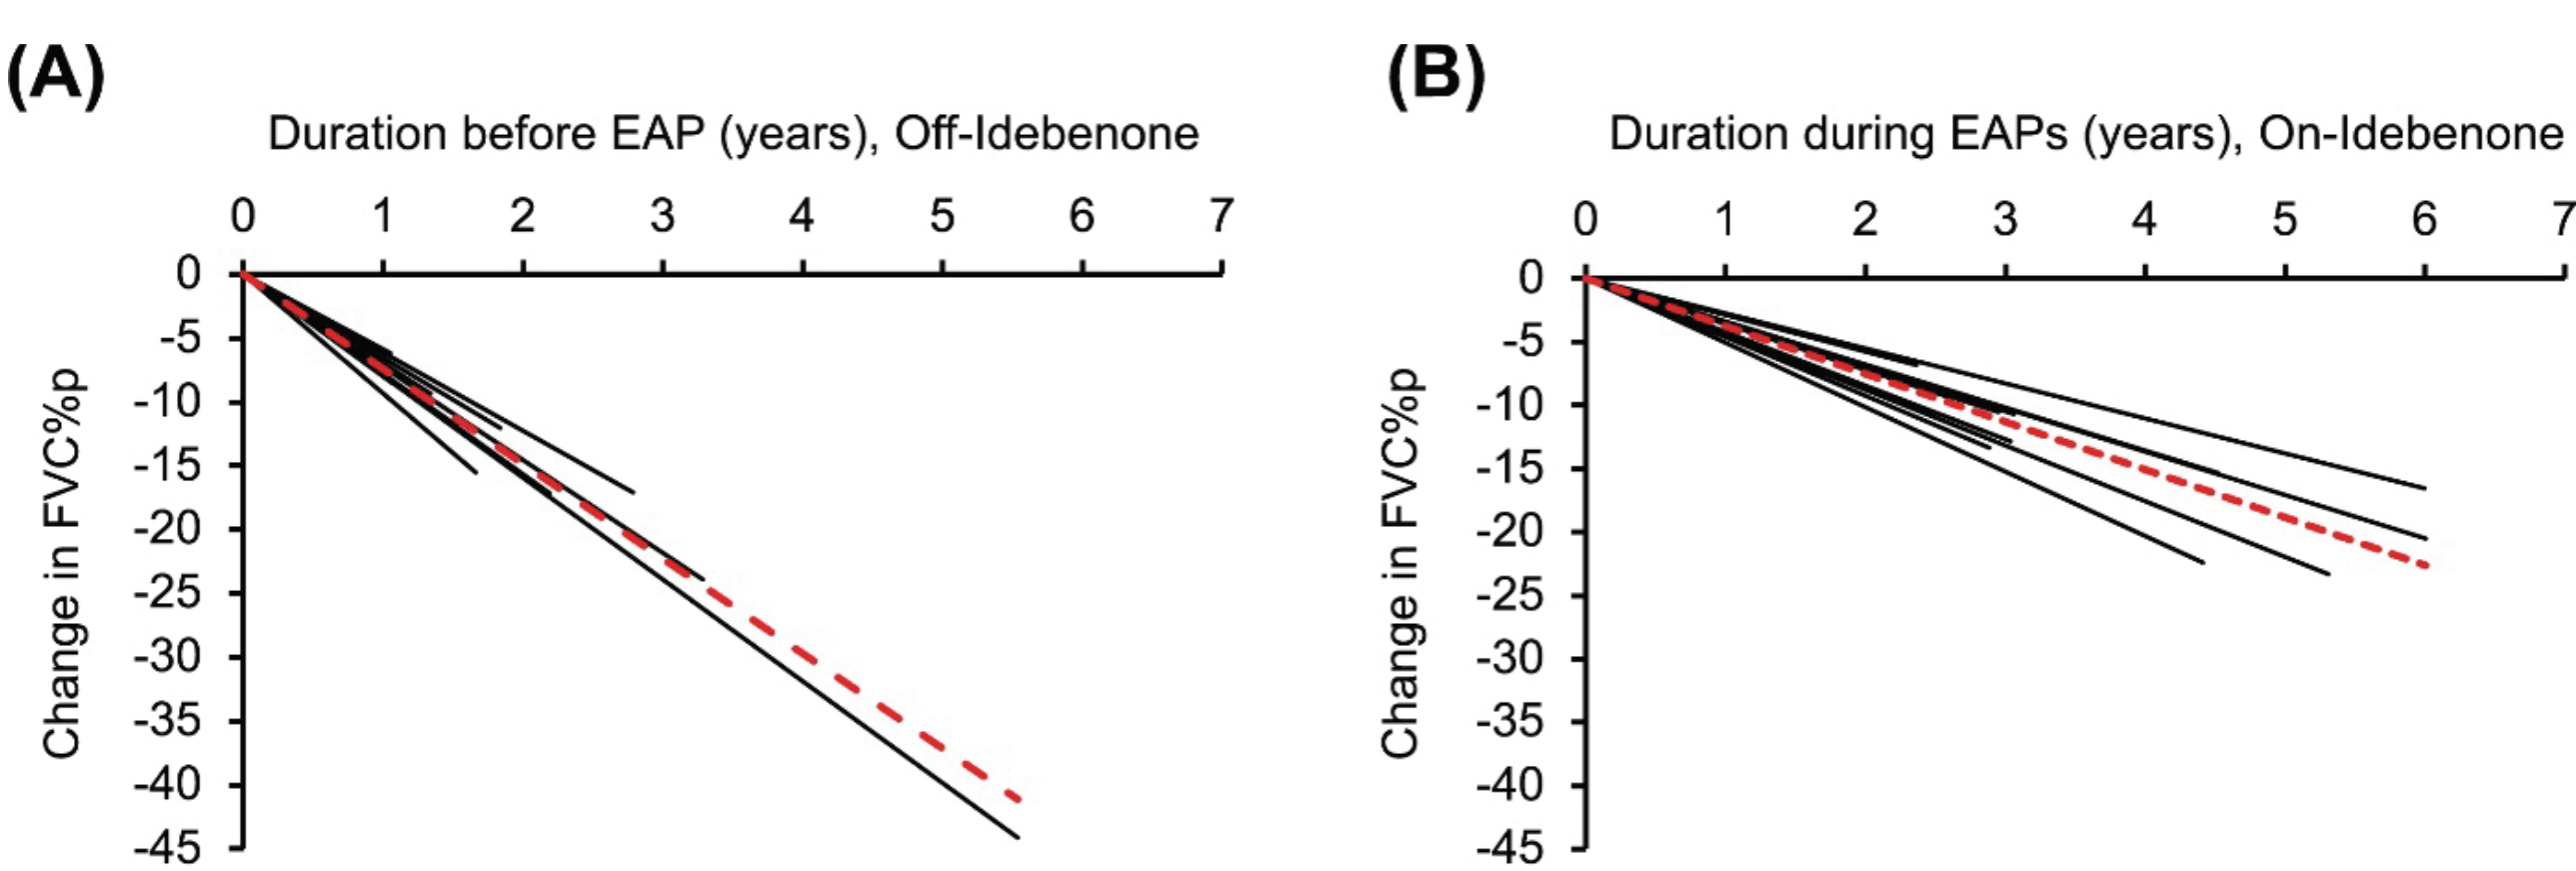 (A)
Duration before EAP (years), Off-Idebenone
0 1 2 3 4 5 6 7
0
-5
-10
-15
-20
-25
-30
-35
-40
-45
Change in FVC%p
(B)
Duration during EAPs (years), On-Idebenone
0 1 2 3 4 5 6 7
0
-5
-10
-15
-20
-25
-30
-35
-40
-45
Change in FVC%p